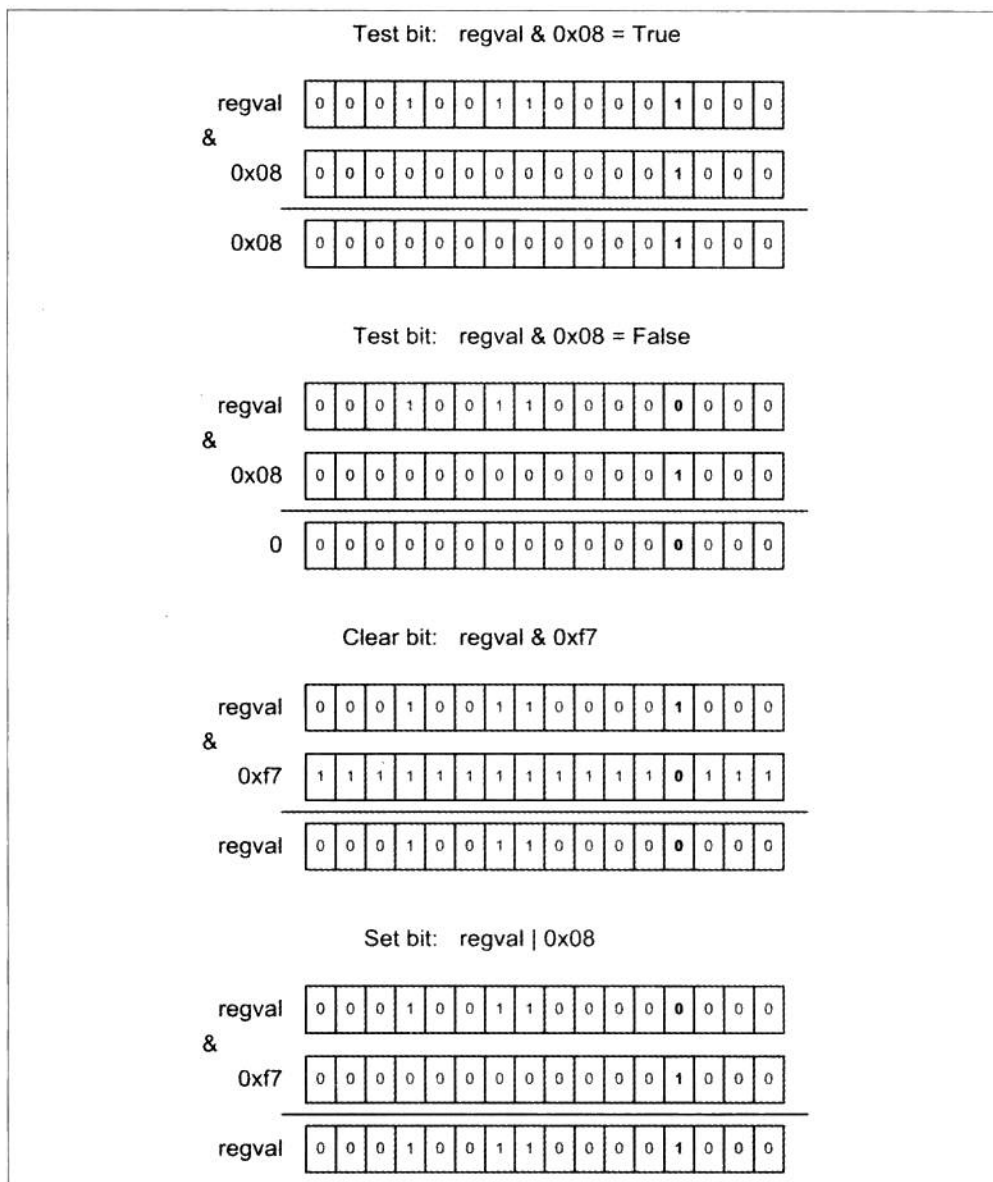 Test bit: regval & 0x08 = True
regval 0 0 0 1 0 0 1 1 0 0 0 0 1 0 0 0
&
0x08 0 0 0 0 0 0 0 0 0 0 0 0 1 0 0 0
0x08 0 0 0 0 0 0 0 0 0 0 0 0 1 0 0 0
Test bit: regval & 0x08 = False
regval 0 0 0 1 0 0 1 1 0 0 0 0 0 0 0 0
&
0x08 0 0 0 0 0 0 0 0 0 0 0 0 1 0 0 0
0 0 0 0 0 0 0 0 0 0 0 0 0 0 0 0 0
Clear bit: regval & 0xf7
regval 0 0 0 1 0 0 1 1 0 0 0 0 1 0 0 0
&
0xf7 1 1 1 1 1 1 1 1 1 1 1 1 0 1 1 1
regval 0 0 0 1 0 0 1 1 0 0 0 0 0 0 0 0
Set bit: regval | 0x08
regval 0 0 0 1 0 0 1 1 0 0 0 0 0 0 0 0
&
0xf7 0 0 0 0 0 0 0 0 0 0 0 0 1 0 0 0
regval 0 0 0 1 0 0 1 1 0 0 0 0 1 0 0 0